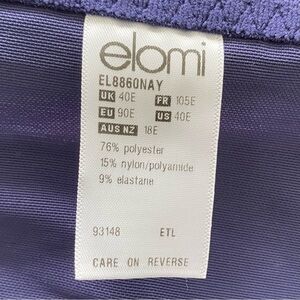 elomi
EL8860NAY
UK 40E FR 105E
EU 90E US 40E
AUS NZ 18E
76% polyester
15% nylon/polyamide
9% elastane
93148 ETL
CARE ON REVERSE